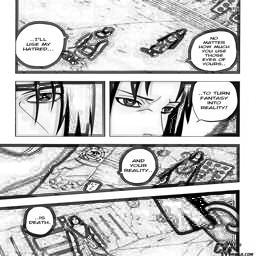 NO
MATTER
HOW MUCH
YOU USE
THOSE
EYES OF
YOURS...
...I'LL
USE MY
HATRED...
...TO TURN
FANTASY
INTO
REALITY!
AND
YOUR
REALITY...
...IS
DEATH.